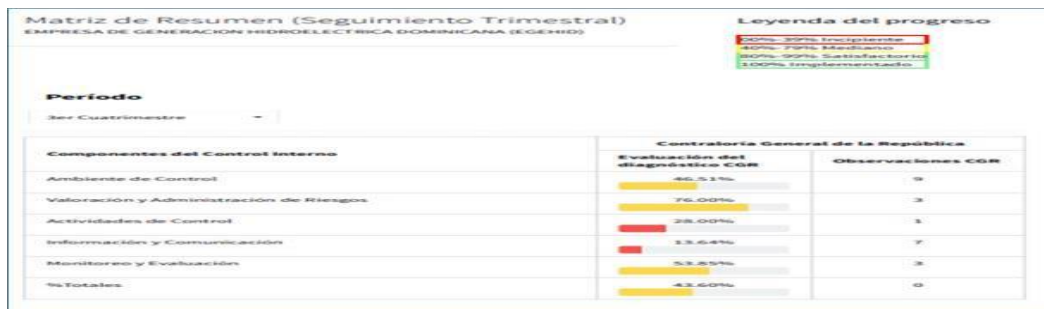 Matriz de Resumen (Seguimiento Trimestral)
EMPRESA DE GENERACION HIDROELECTRICA DOMINICANA (EGEHID)
Leyenda del progreso
00%-39% Incipiente
40%-79% Mediano
80%-99% Satisfactorio
100% Implementado
Período
3er Cuatrimestre
Componentes del Control Interno
Contraloría General de la República
Evaluación del
diagnóstico CGR
Observaciones CGR
Ambiente de Control 46.51% 9
Valoración y Administración de Riesgos 76.00% 3
Actividades de Control 28.00% 1
Información y Comunicación 13.64% 7
Monitoreo y Evaluación 53.85% 3
%Totales 43.60% 0